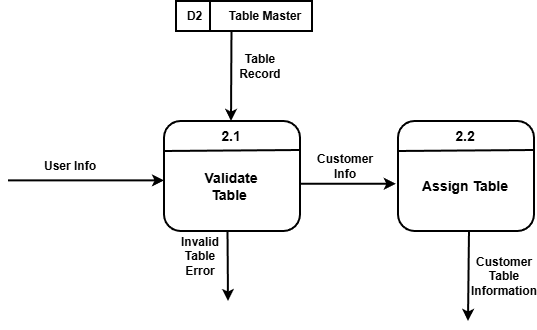 D2 Table Master
Table
Record
2.1
2.2
User Info
Validate
Table
Customer
Info
Assign Table
Invalid
Table
Error
Customer
Table
Information